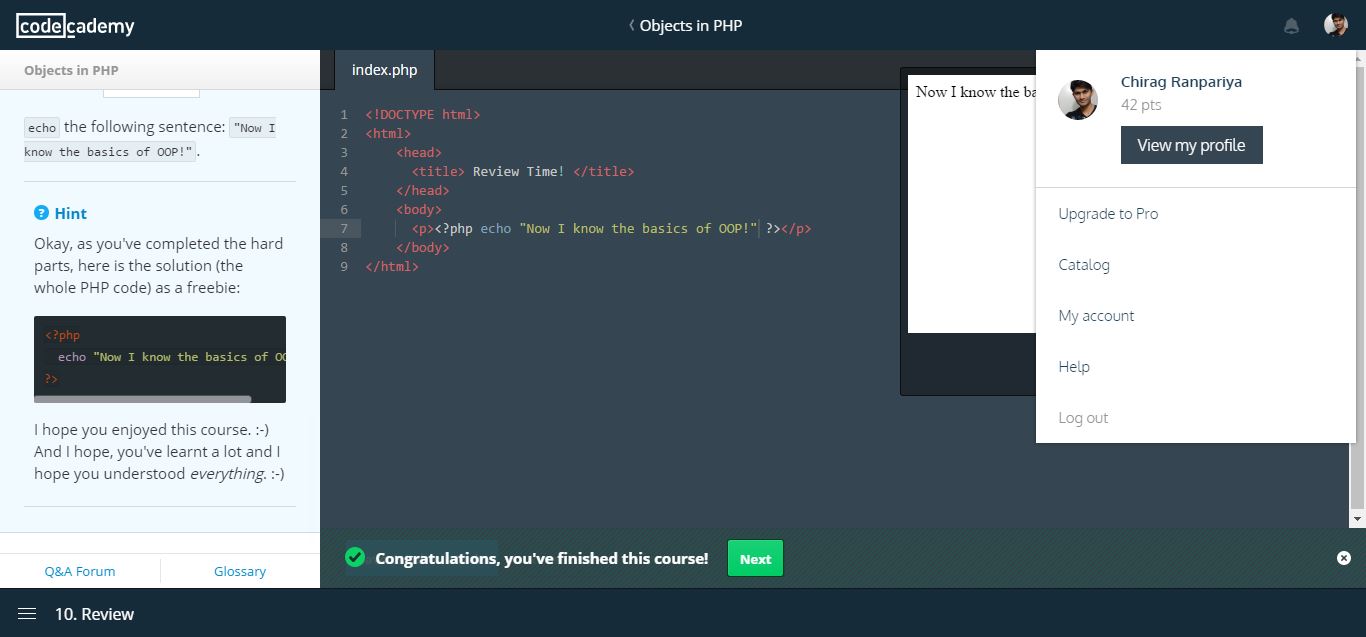 codecademy
Objects in PHP
Objects in PHP
echo the following sentence: "Now I
know the basics of OOP!".
Hint
Okay, as you've completed the hard
parts, here is the solution (the
whole PHP code) as a freebie:
<?php
echo "Now I know the basics of OO
?>
I hope you enjoyed this course. :-)
And I hope, you've learnt a lot and I
hope you understood everything. :-)
Q&A Forum
Glossary
index.php
1 <!DOCTYPE html>
2 <html>
3 <head>
4 <title> Review Time! </title>
5 </head>
6 <body>
7 <p><?php echo "Now I know the basics of OOP!" ?></p>
8 </body>
9 </html>
Now I know the ba
Chirag Ranpariya
42 pts
View my profile
Upgrade to Pro
Catalog
My account
Help
Log out
Congratulations, you've finished this course!
Next
10. Review